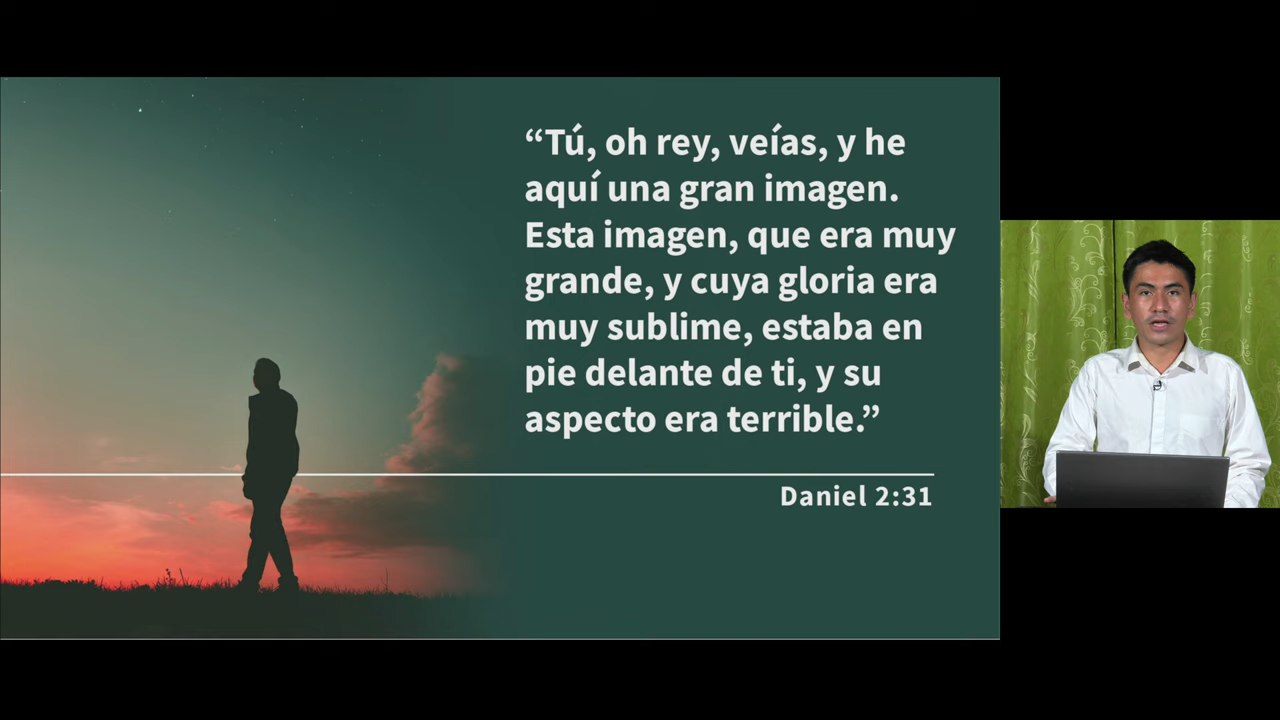 “Tú, oh rey, veías, y he
aquí una gran imagen.
Esta imagen, que era muy
grande, y cuya gloria era
muy sublime, estaba en
pie delante de ti, y su
aspecto era terrible.”
Daniel 2:31